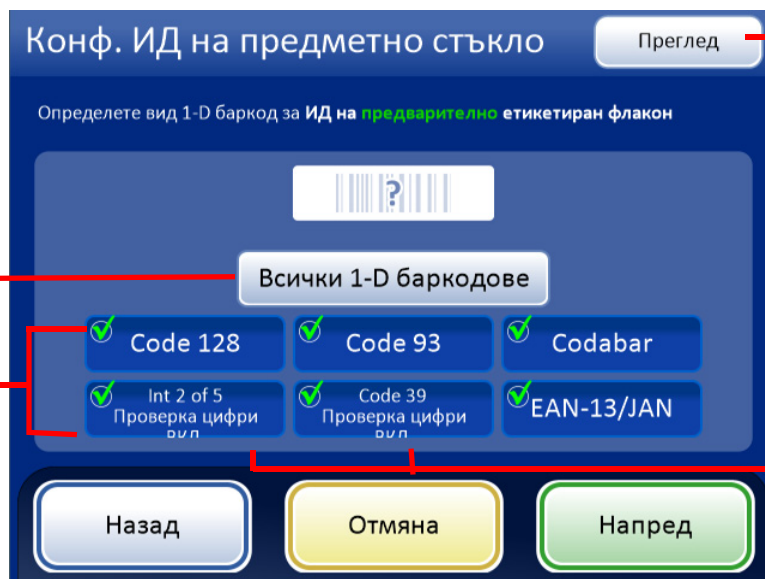 Конф. ИД на предметно стъкло
Преглед
Определете вид 1-D баркод за ИД на предварително етикетиран флакон
?
Всички 1-D баркодове
Code 128
Code 93
Codabar
Int 2 of 5
Проверка цифри
Code 39
Проверка цифри
EAN-13/JAN
Назад
Отмяна
Напред